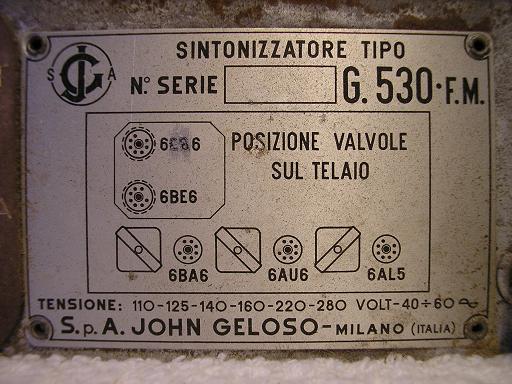 SINTONIZZATORE TIPO
S JG A
N° SERIE G. 530·F.M.
POSIZIONE VALVOLE
SUL TELAIO
6BE6
6BA6 6AU6 6AL5
TENSIONE: 110-125-140-160-220-280 VOLT-40÷60~
S.p.A. JOHN GELOSO-MILANO (ITALIA)